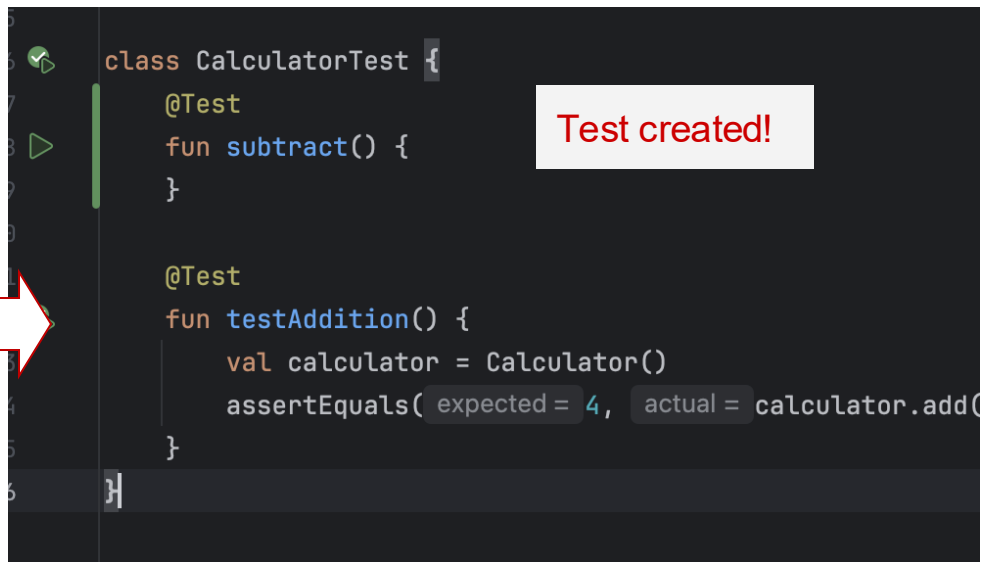 class CalculatorTest {
@Test
Test created!
fun subtract() {
}
@Test
fun testAddition() {
val calculator = Calculator()
assertEquals( expected = 4, actual = calculator.add(
}
}